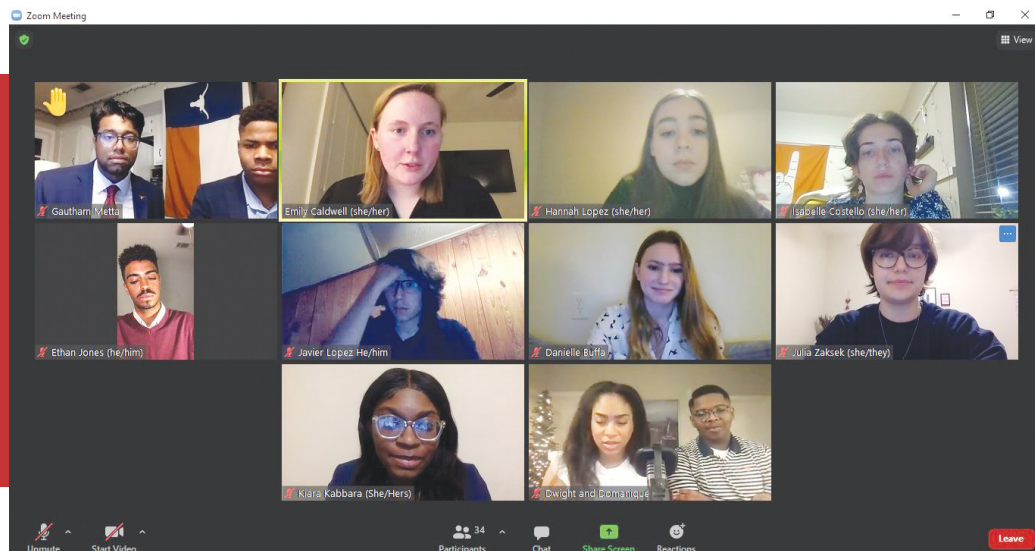 Zoom Meeting
View
Gautham Metta
Emily Caldwell (she/her)
Hannah Lopez (she/her)
Isabelle Costello (she/her)
Ethan Jones (he/him)
Javier Lopez He/him
Danielle Buffa
Julia Zaksek (she/they)
Kiara Kabbara (She/Hers)
Dwight and Domanique
34
Unmute
Start Video
Participants
Chat
Share Screen
Reactions
Leave